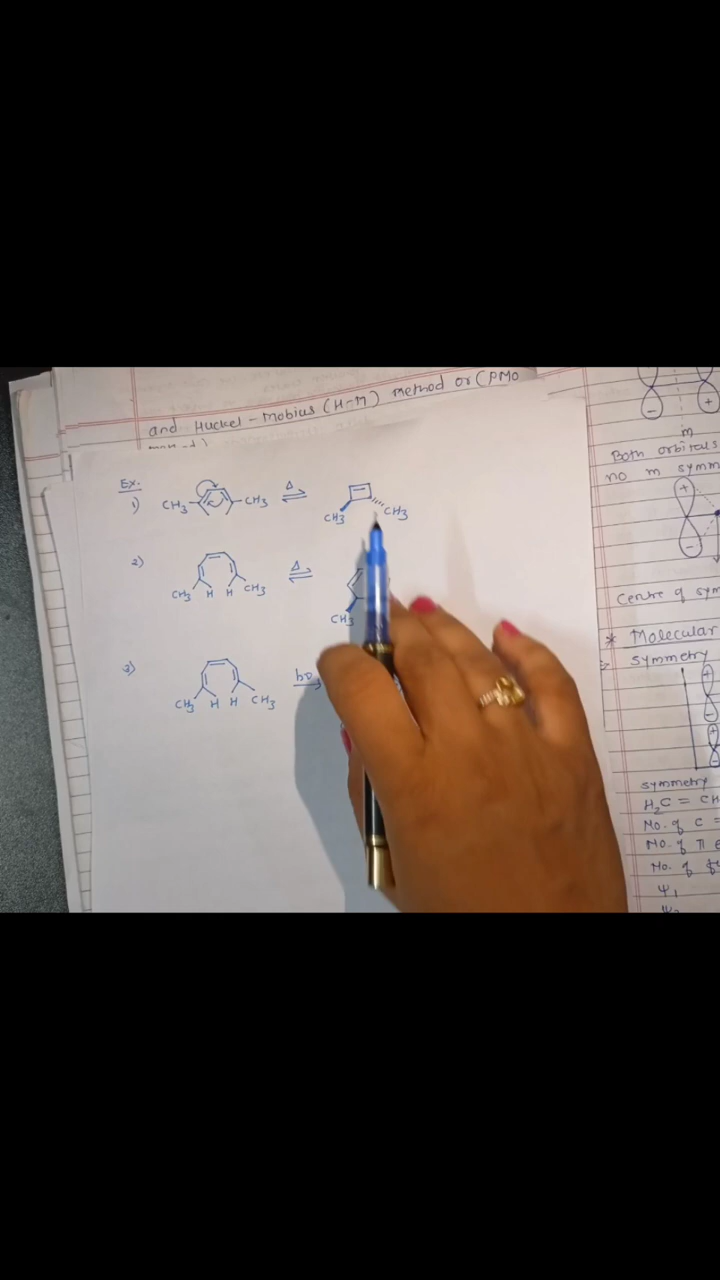 and Huckel-Mobius (H-M) method or (PMO
Ex.
1) CH3 CH3 Δ ⇌ CH3 CH3
2) CH3 H H CH3 Δ ⇌ CH3
3) CH3 H H CH3 hν
m
Both orbitals
no m symm
Centre of sym
* Molecular
symmetry
symmetry
H2C = CH
No. of C =
No. of π e
No. of
Ψ1